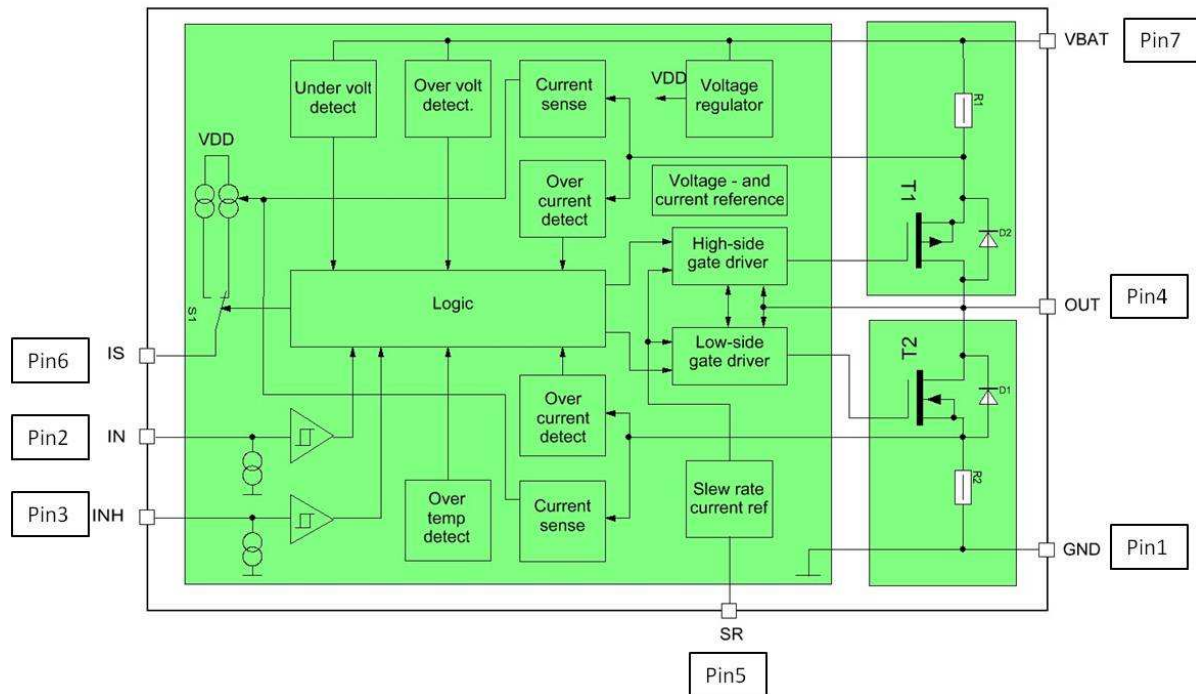 VBAT
Pin7
Under volt
detect
Over volt
detect.
Current
sense
VDD
Voltage
regulator
R1
VDD
Over
current
detect
Voltage - and
current reference
T1
D2
High-side
gate driver
Logic
OUT
Pin4
S1
Low-side
gate driver
T2
Pin6
IS
D1
Over
current
detect
Pin2
IN
Slew rate
current ref
R2
Over
temp
detect
Current
sense
Pin3
INH
GND
Pin1
SR
Pin5